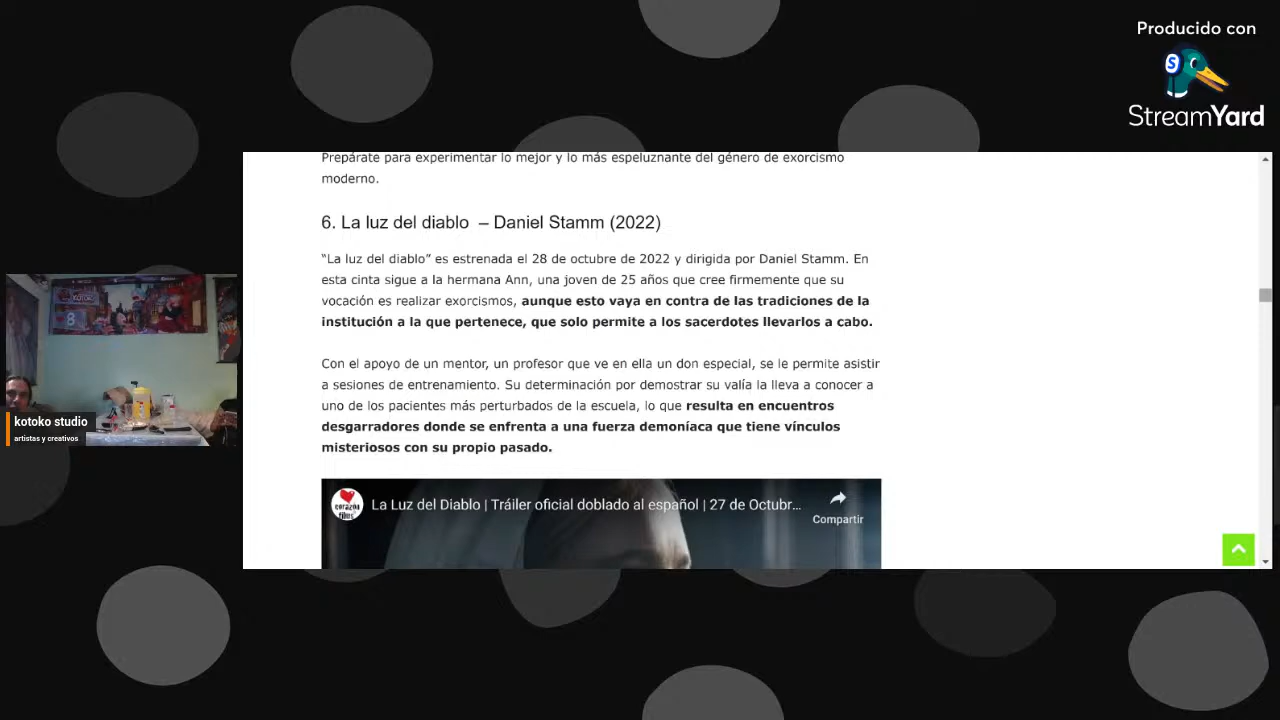 Producido con
StreamYard
Prepárate para experimentar lo mejor y lo más espeluznante del género de exorcismo
moderno.
6. La luz del diablo – Daniel Stamm (2022)
“La luz del diablo” es estrenada el 28 de octubre de 2022 y dirigida por Daniel Stamm. En
esta cinta sigue a la hermana Ann, una joven de 25 años que cree firmemente que su
vocación es realizar exorcismos, aunque esto vaya en contra de las tradiciones de la
institución a la que pertenece, que solo permite a los sacerdotes llevarlos a cabo.
Con el apoyo de un mentor, un profesor que ve en ella un don especial, se le permite asistir
a sesiones de entrenamiento. Su determinación por demostrar su valía la lleva a conocer a
uno de los pacientes más perturbados de la escuela, lo que resulta en encuentros
desgarradores donde se enfrenta a una fuerza demoníaca que tiene vínculos
misteriosos con su propio pasado.
corazón
films
La Luz del Diablo | Tráiler oficial doblado al español | 27 de Octubr...
Compartir
8
kotoko studio
artistas y creativos